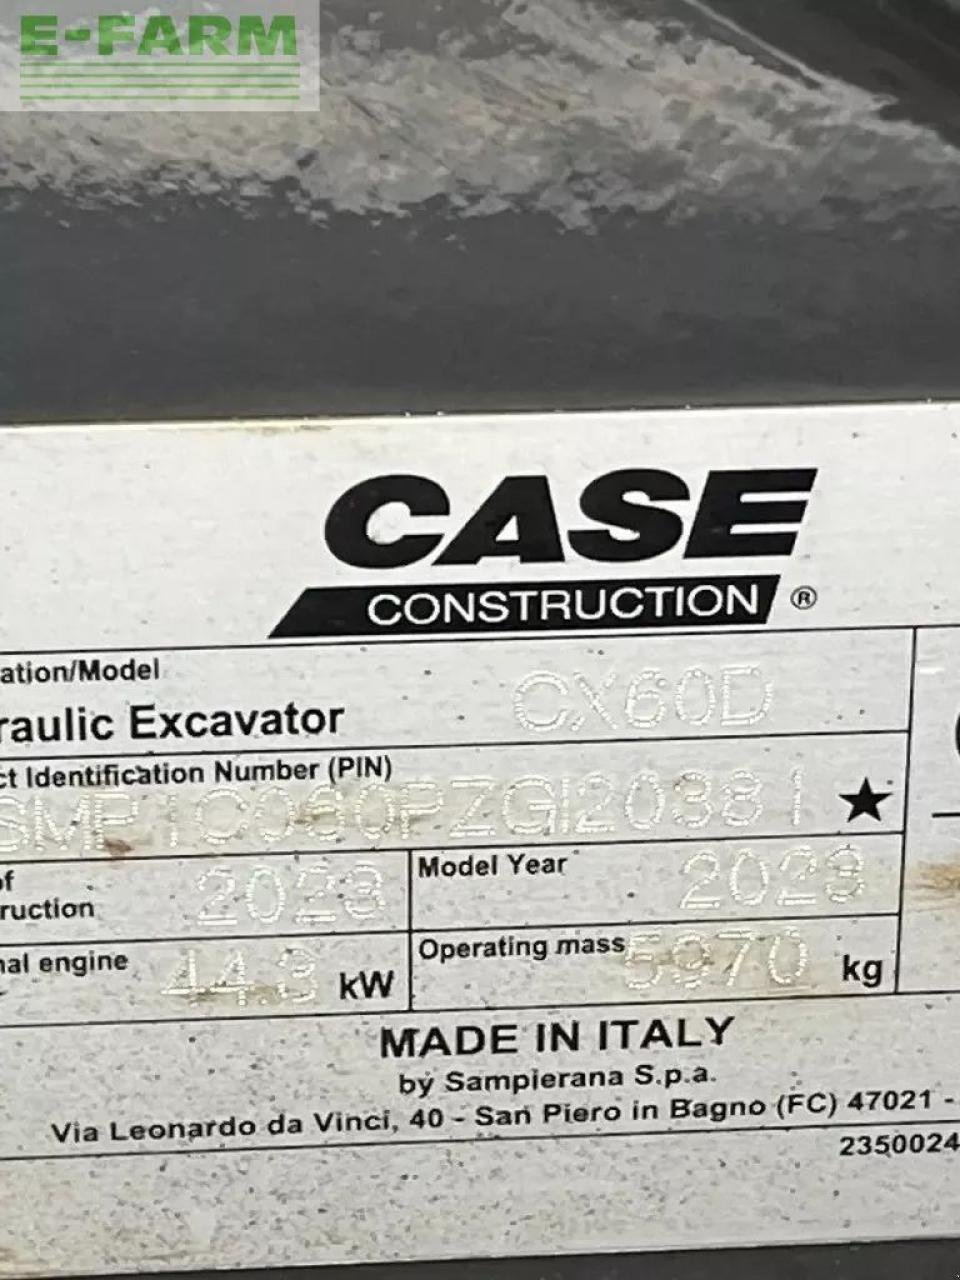 E-FARM
CASE
CONSTRUCTION ®
ation/Model
raulic Excavator CX60D
ct Identification Number (PIN)
SMP1C060PZGI20381 ★
of
ruction 2023
Model Year 2023
nal engine 44.3 kW
Operating mass 5970 kg
MADE IN ITALY
by Sampierana S.p.a.
Via Leonardo da Vinci, 40 - San Piero in Bagno (FC) 47021 -
2350024